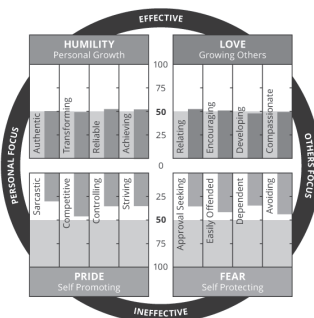 EFFECTIVE
HUMILITY
Personal Growth
LOVE
Growing Others
PERSONAL FOCUS
OTHERS FOCUS
Authentic
Transforming
Reliable
Achieving
100
75
50
25
0
Relating
Encouraging
Developing
Compassionate
Sarcastic
Competitive
Controlling
Striving
25
50
75
100
Approval Seeking
Easily Offended
Dependent
Avoiding
PRIDE
Self Promoting
FEAR
Self Protecting
INEFFECTIVE